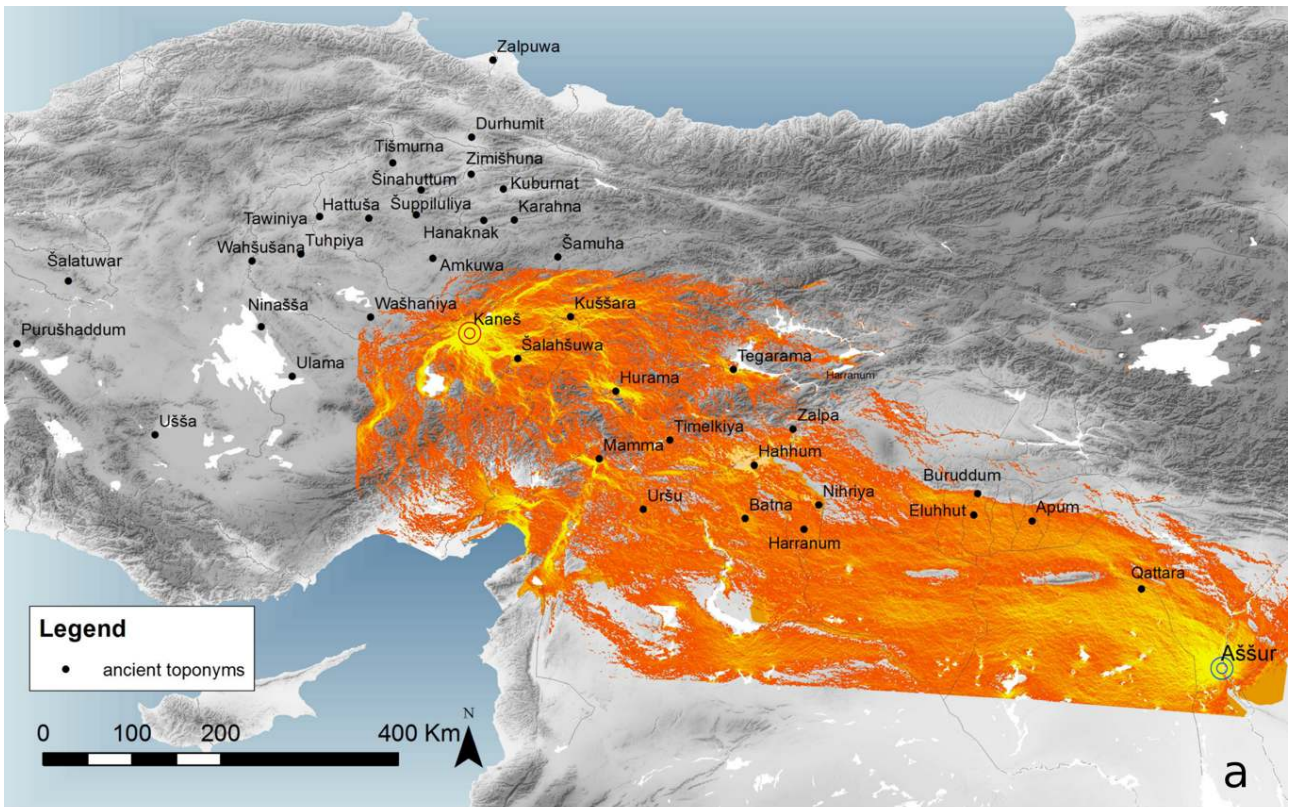 Zalpuwa
Durhumit
Tišmurna
Zimišhuna
Šinahuttum
Kuburnat
Tawiniya
Hattuša
Šuppiluliya
Karahna
Hanaknak
Wahšušana
Tuhpiya
Šalatuwar
Amkuwa
Šamuha
Ninašša
Wašhaniya
Kaneš
Kuššara
Purušhaddum
Šalahšuwa
Ulama
Tegarama
Harranum
Hurama
Ušša
Timelkiya
Zalpa
Mamma
Hahhum
Buruddum
Uršu
Batna
Nihriya
Eluhhut
Apum
Harranum
Qattara
Aššur
Legend
ancient toponyms
0 100 200 400 Km
N
a